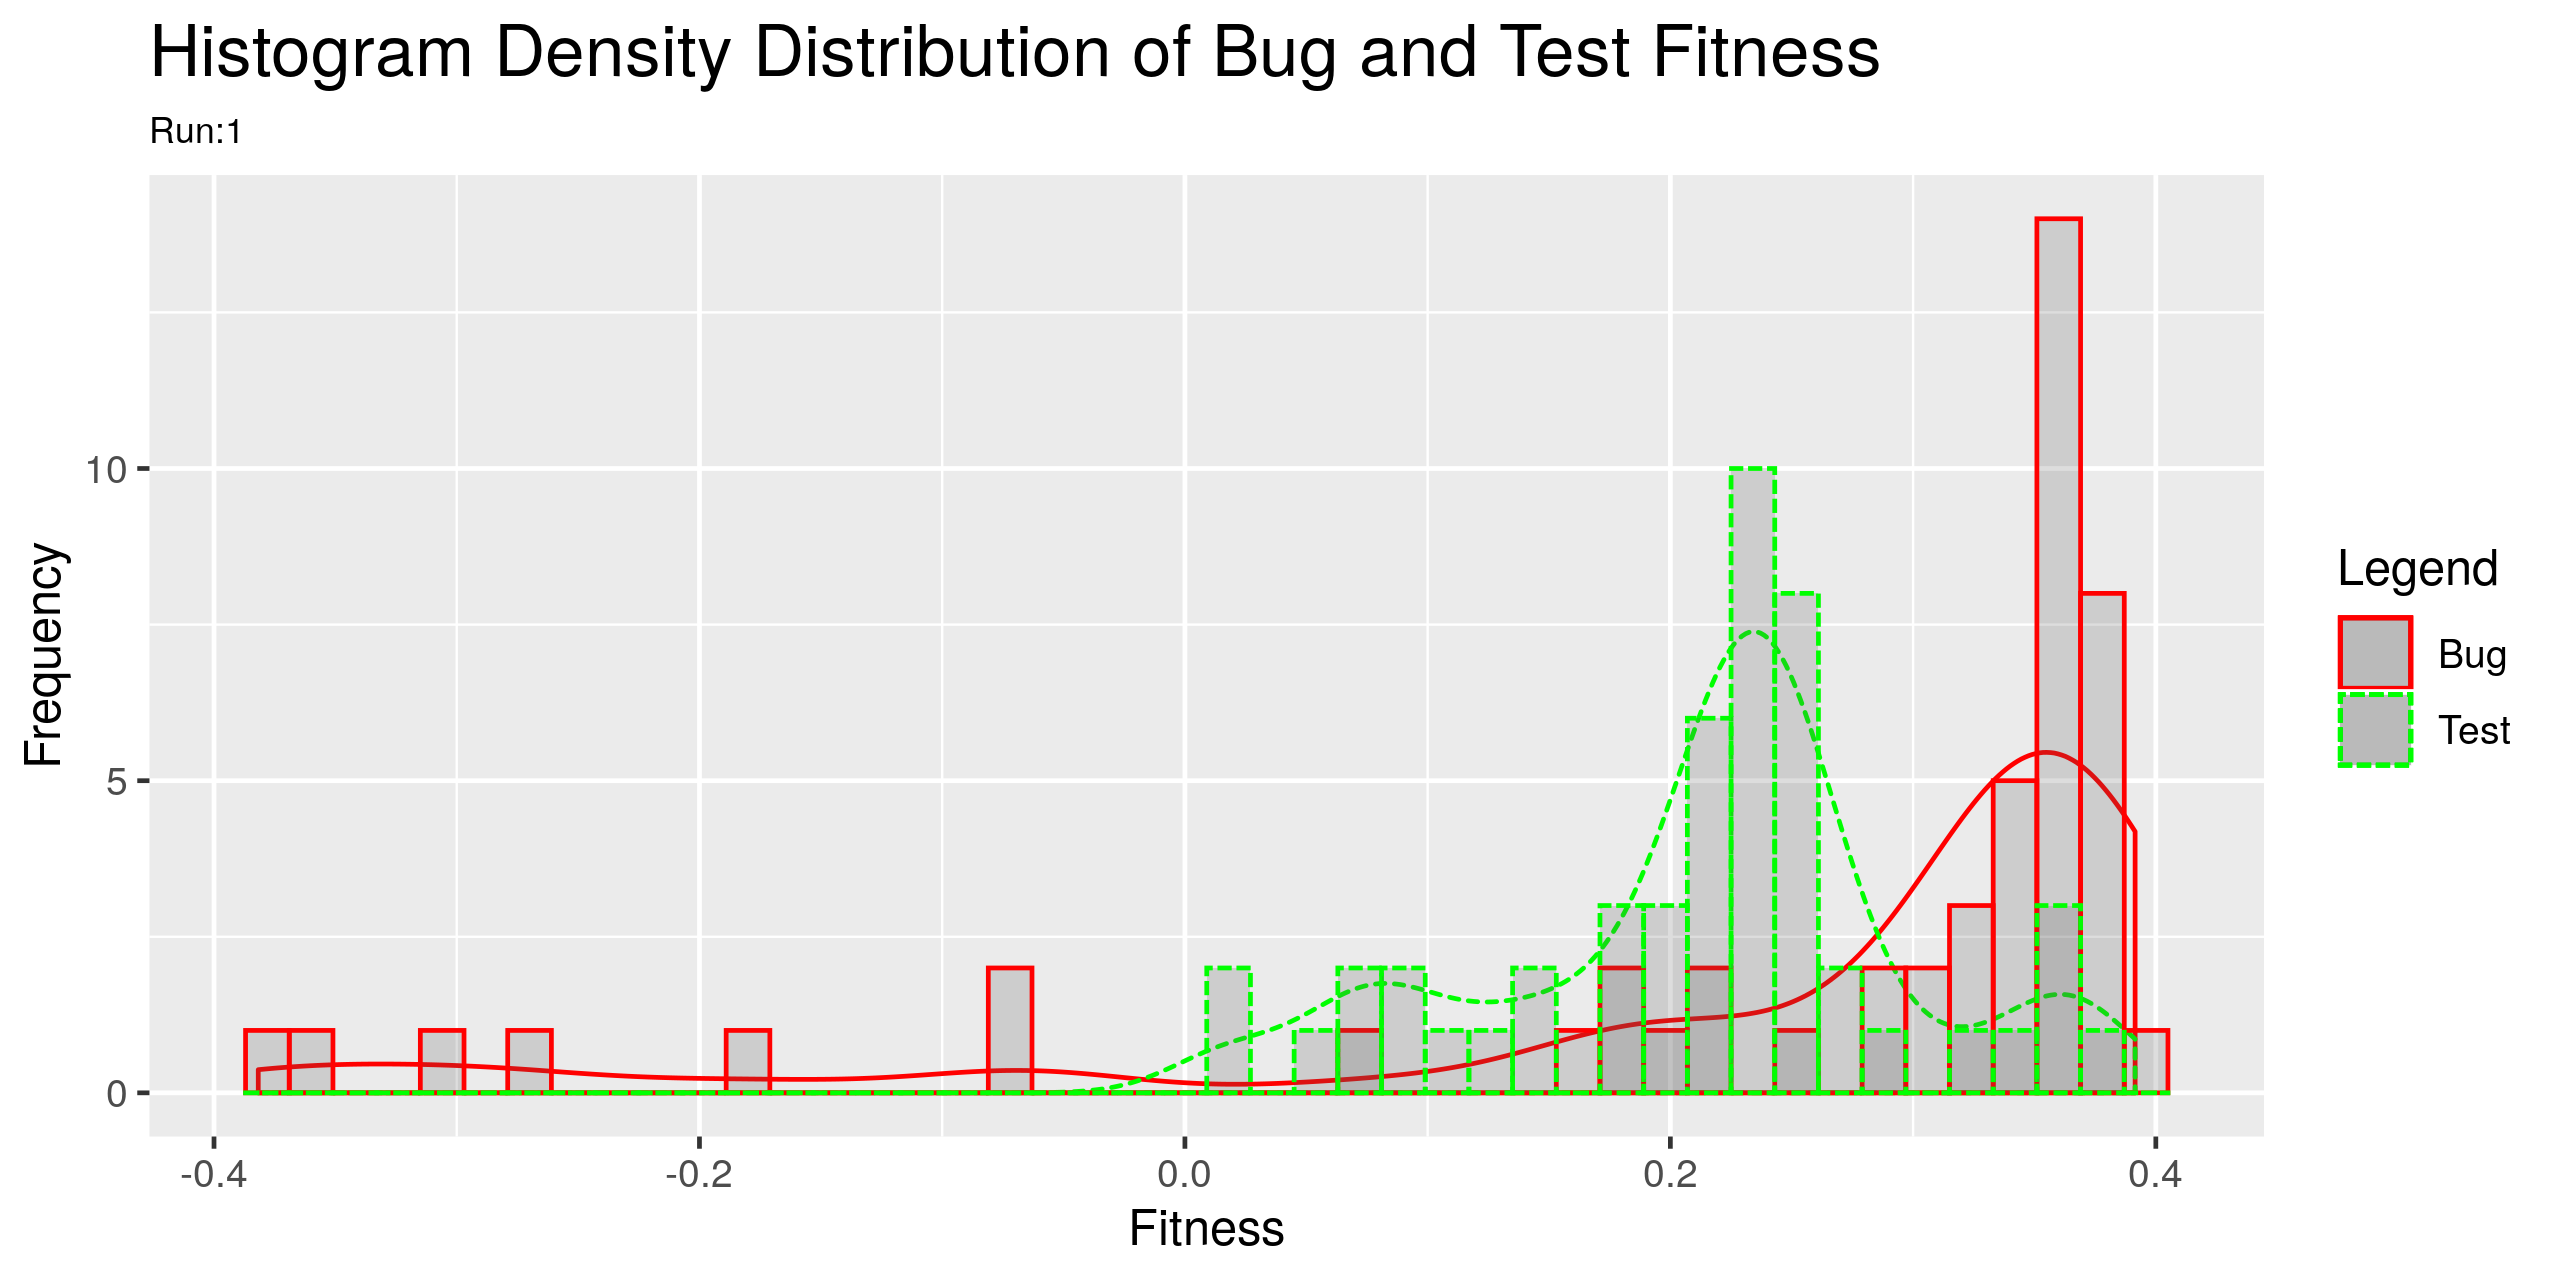 Histogram Density Distribution of Bug and Test Fitness
Run:1
Frequency
10
5
0
-0.4
-0.2
0.0
0.2
0.4
Fitness
Legend
Bug
Test